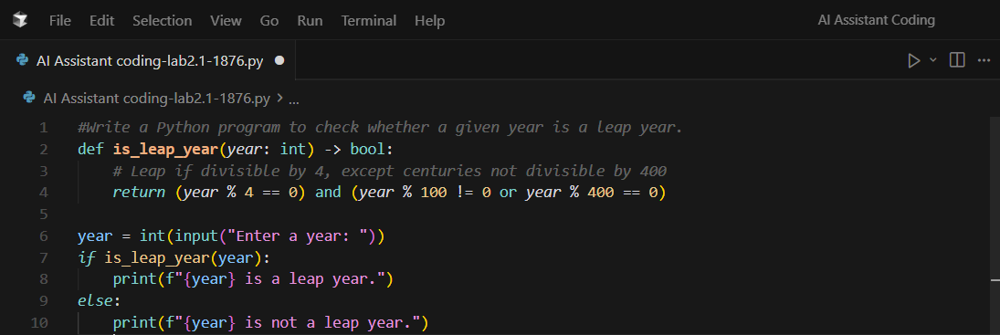 File Edit Selection View Go Run Terminal Help AI Assistant Coding
AI Assistant coding-lab2.1-1876.py
AI Assistant coding-lab2.1-1876.py > ...
1 #Write a Python program to check whether a given year is a leap year.
2 def is_leap_year(year: int) -> bool:
3     # Leap if divisible by 4, except centuries not divisible by 400
4     return (year % 4 == 0) and (year % 100 != 0 or year % 400 == 0)
5
6 year = int(input("Enter a year: "))
7 if is_leap_year(year):
8     print(f"{year} is a leap year.")
9 else:
10     print(f"{year} is not a leap year.")